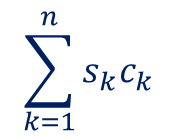 n
∑ s_k c_k
k=1